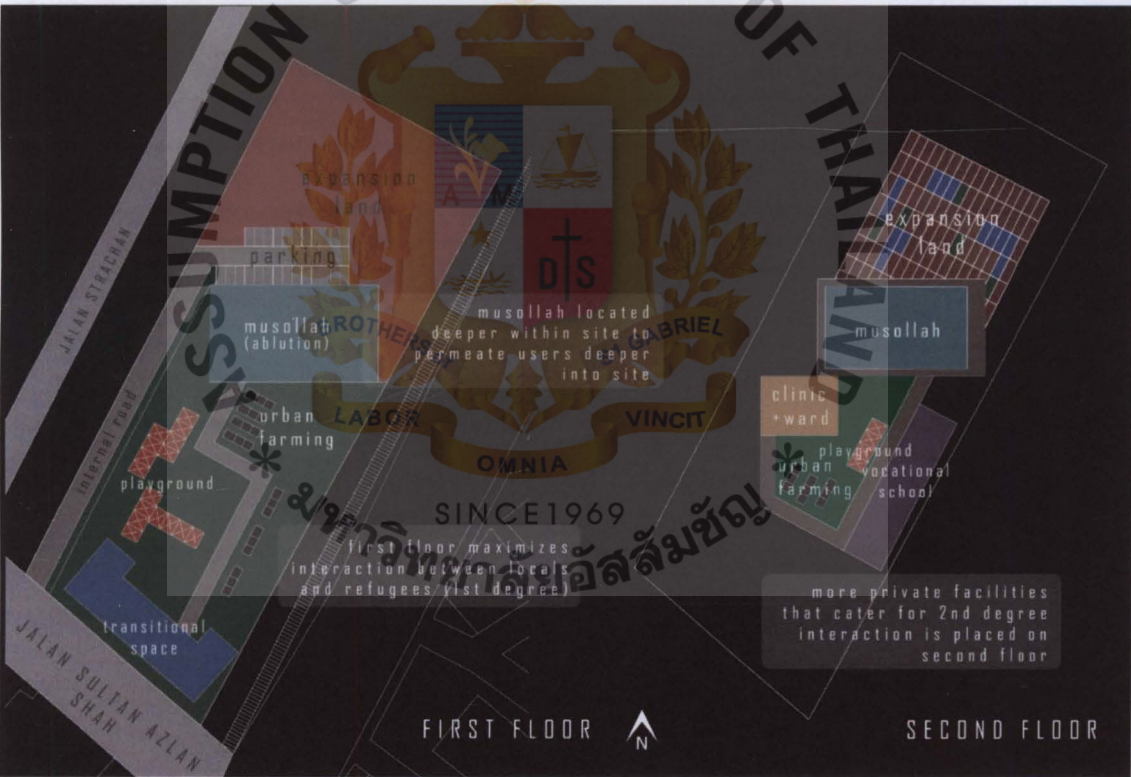 expansion
land
parking
musollah
(ablution)
urban
farming
playground
transitional
space
internal road
JALAN STRACHAN
JALAN SULTAN AZLAN
SHAH
musollah located
deeper within site to
permeate users deeper
into site
first floor maximizes
interaction between locals
and refugees (1st degree)
FIRST FLOOR
N
expansion
land
musollah
clinic
+ward
playground
urban
farming
vocational
school
more private facilities
that cater for 2nd degree
interaction is placed on
second floor
SECOND FLOOR
ASSUMPTION
OF THAILAND
A M
D S
BROTHERS
GABRIEL
LABOR
OMNIA
VINCIT
SINCE1969
* มหาวิทยาลัยอัสสัมชัญ *